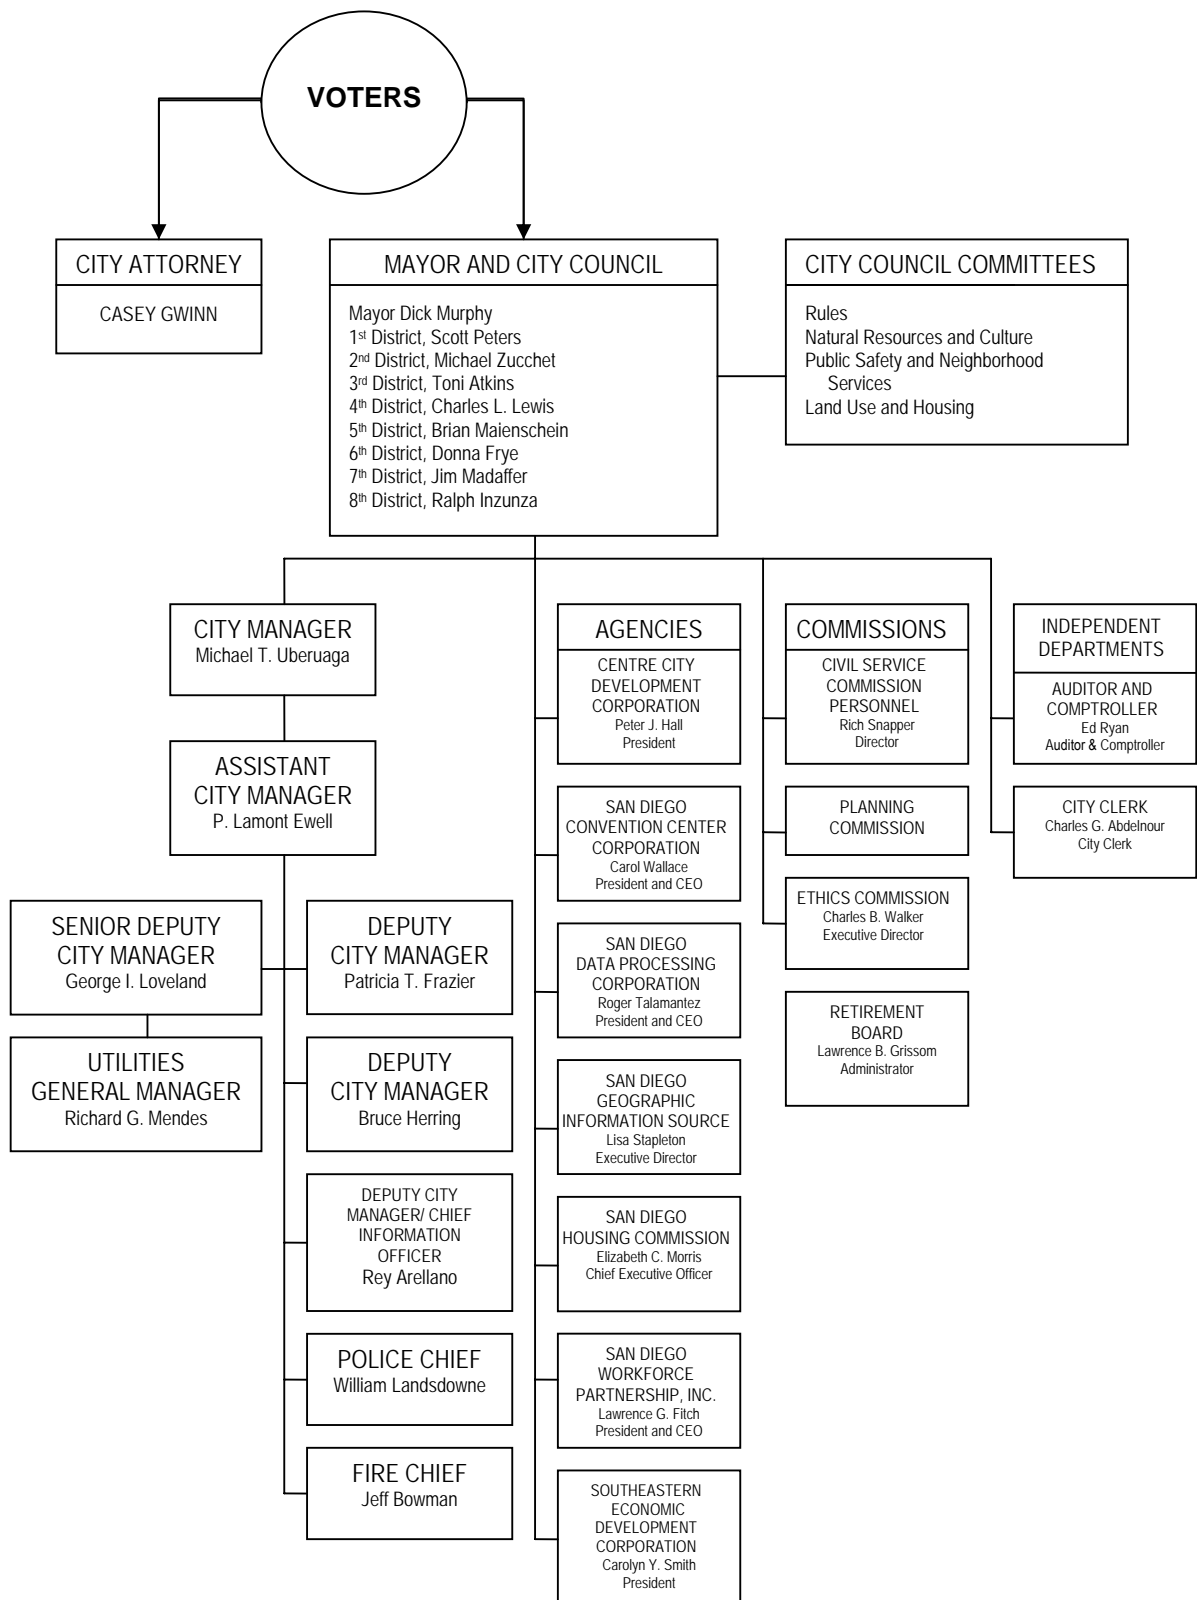 VOTERS
CITY ATTORNEY
CASEY GWINN
MAYOR AND CITY COUNCIL
Mayor Dick Murphy
1st District, Scott Peters
2nd District, Michael Zucchet
3rd District, Toni Atkins
4th District, Charles L. Lewis
5th District, Brian Maienschein
6th District, Donna Frye
7th District, Jim Madaffer
8th District, Ralph Inzunza
CITY COUNCIL COMMITTEES
Rules
Natural Resources and Culture
Public Safety and Neighborhood
Services
Land Use and Housing
CITY MANAGER
Michael T. Uberuaga
ASSISTANT
CITY MANAGER
P. Lamont Ewell
SENIOR DEPUTY
CITY MANAGER
George I. Loveland
UTILITIES
GENERAL MANAGER
Richard G. Mendes
DEPUTY
CITY MANAGER
Patricia T. Frazier
DEPUTY
CITY MANAGER
Bruce Herring
DEPUTY CITY
MANAGER/ CHIEF
INFORMATION
OFFICER
Rey Arellano
POLICE CHIEF
William Landsdowne
FIRE CHIEF
Jeff Bowman
AGENCIES
CENTRE CITY
DEVELOPMENT
CORPORATION
Peter J. Hall
President
SAN DIEGO
CONVENTION CENTER
CORPORATION
Carol Wallace
President and CEO
SAN DIEGO
DATA PROCESSING
CORPORATION
Roger Talamantez
President and CEO
SAN DIEGO
GEOGRAPHIC
INFORMATION SOURCE
Lisa Stapleton
Executive Director
SAN DIEGO
HOUSING COMMISSION
Elizabeth C. Morris
Chief Executive Officer
SAN DIEGO
WORKFORCE
PARTNERSHIP, INC.
Lawrence G. Fitch
President and CEO
SOUTHEASTERN
ECONOMIC
DEVELOPMENT
CORPORATION
Carolyn Y. Smith
President
COMMISSIONS
CIVIL SERVICE
COMMISSION
PERSONNEL
Rich Snapper
Director
PLANNING
COMMISSION
ETHICS COMMISSION
Charles B. Walker
Executive Director
RETIREMENT
BOARD
Lawrence B. Grissom
Administrator
INDEPENDENT
DEPARTMENTS
AUDITOR AND
COMPTROLLER
Ed Ryan
Auditor & Comptroller
CITY CLERK
Charles G. Abdelnour
City Clerk